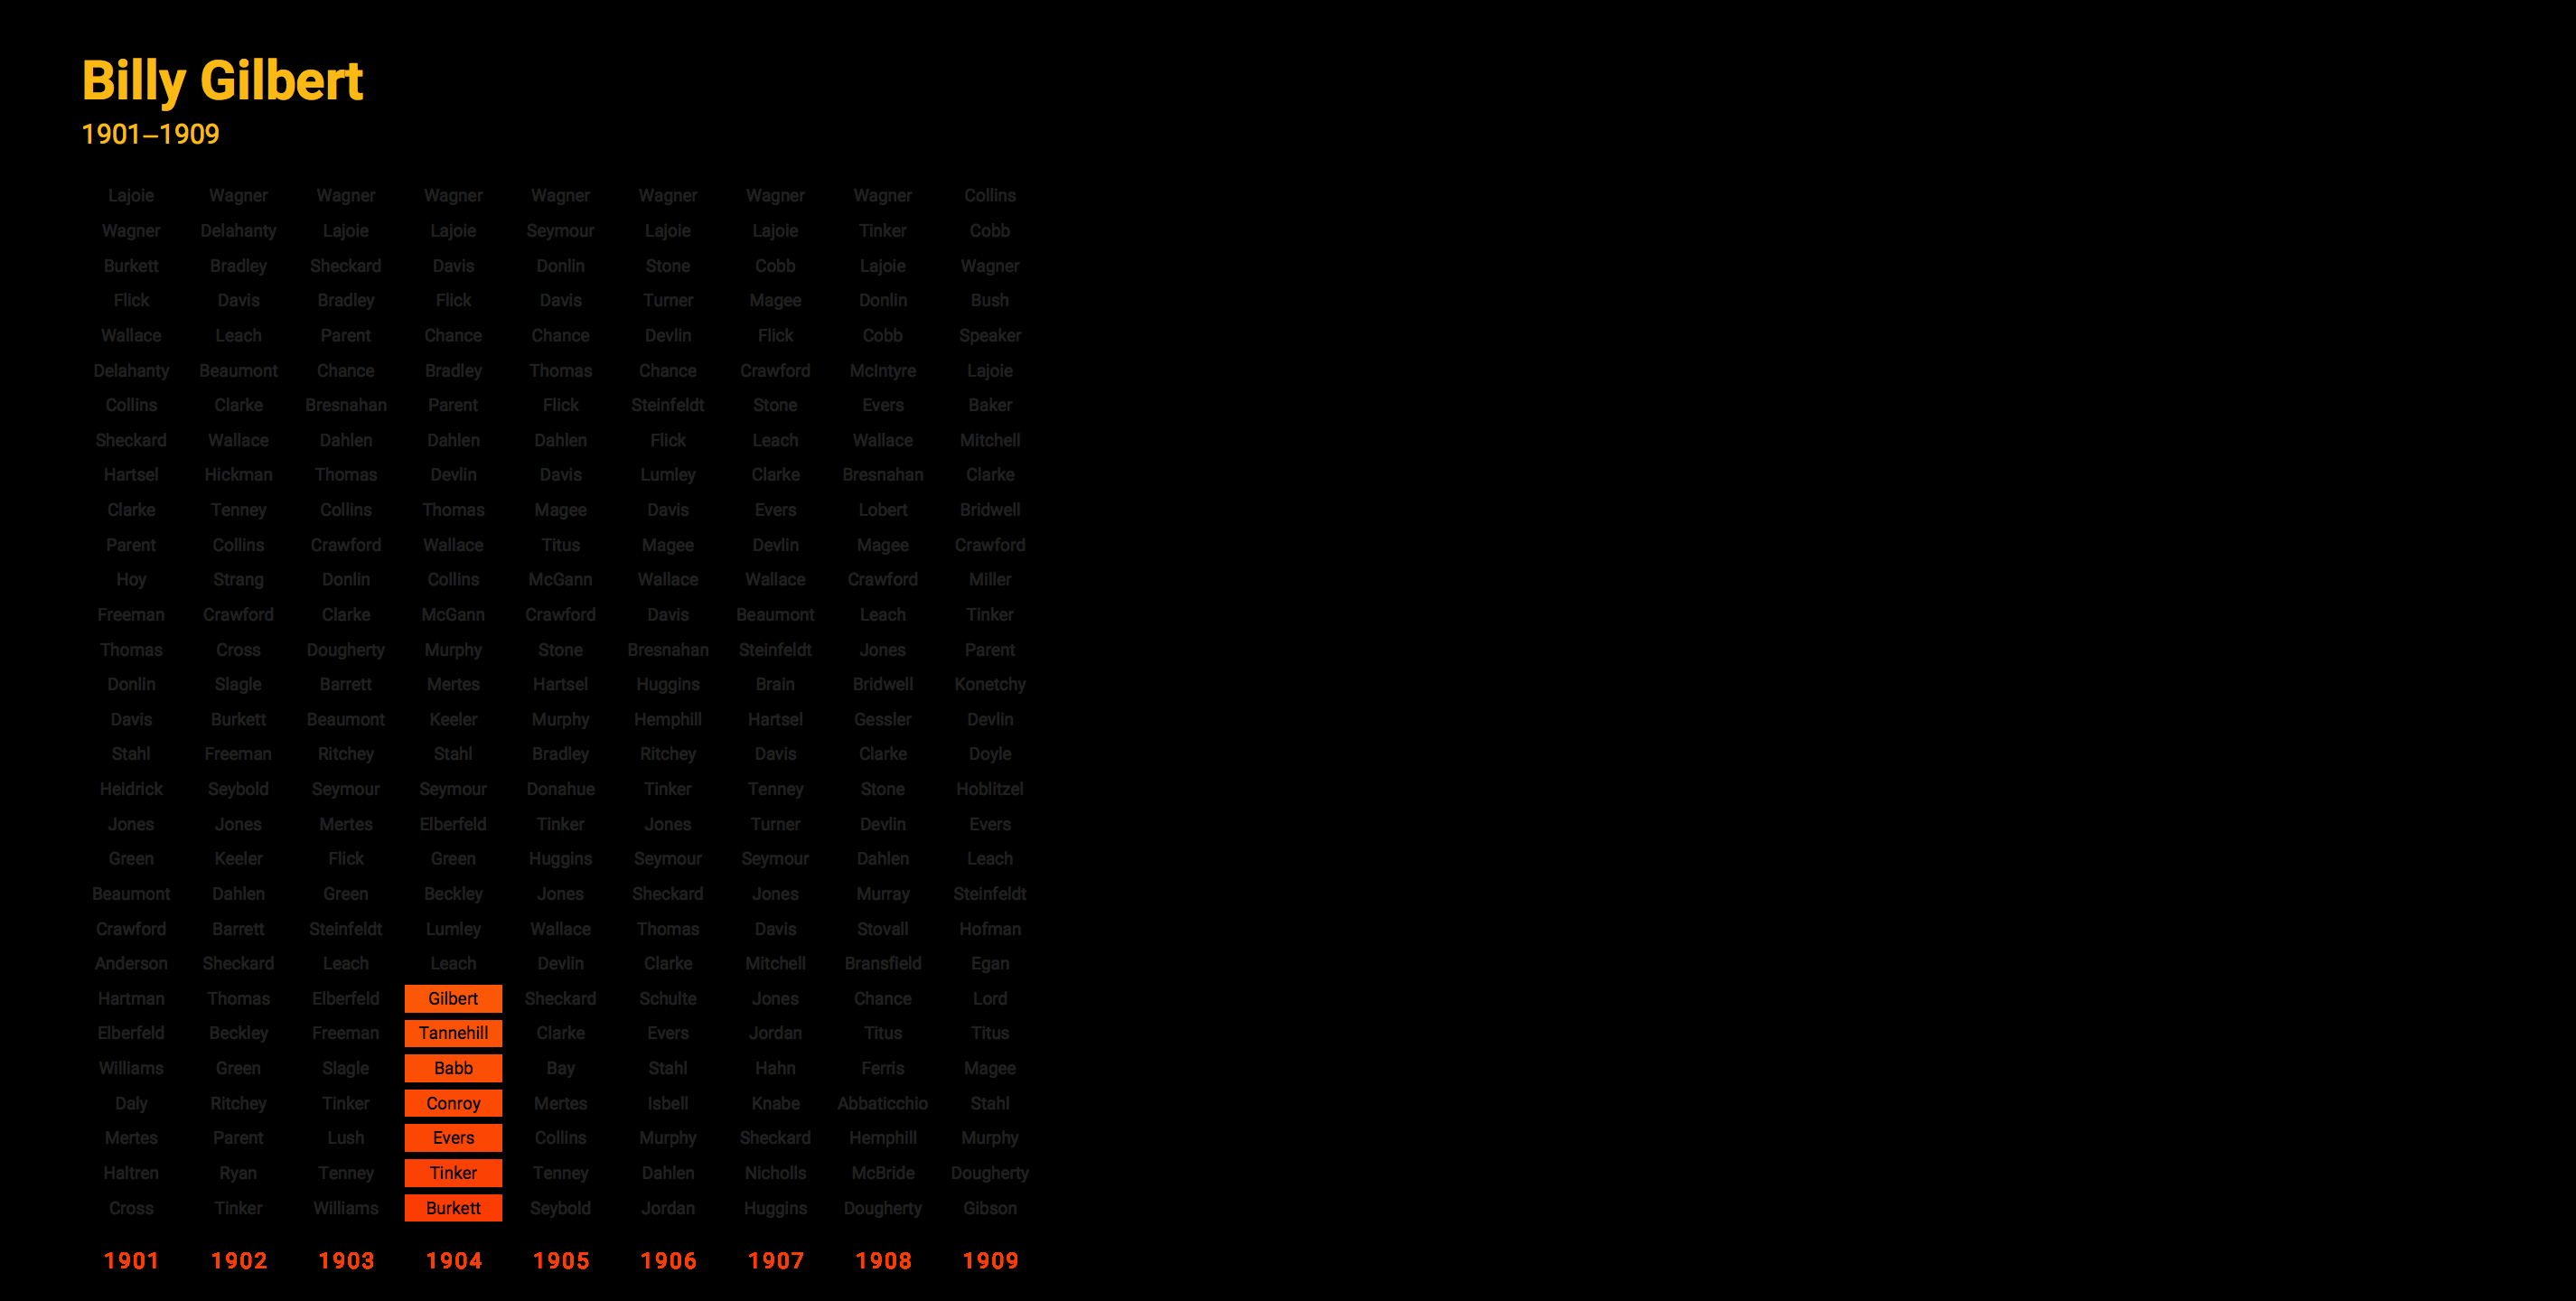 Billy Gilbert
1901–1909
Lajoie Wagner Wagner Wagner Wagner Wagner Wagner Wagner Collins
Wagner Delahanty Lajoie Lajoie Seymour Lajoie Lajoie Tinker Cobb
Burkett Bradley Sheckard Davis Donlin Stone Cobb Lajoie Wagner
Flick Davis Bradley Flick Davis Turner Magee Donlin Bush
Wallace Leach Parent Chance Chance Devlin Flick Cobb Speaker
Delahanty Beaumont Chance Bradley Thomas Chance Crawford McIntyre Lajoie
Collins Clarke Bresnahan Parent Flick Steinfeldt Stone Evers Baker
Sheckard Wallace Dahlen Dahlen Dahlen Flick Leach Wallace Mitchell
Hartsel Hickman Thomas Devlin Davis Lumley Clarke Bresnahan Clarke
Clarke Tenney Collins Thomas Magee Davis Evers Lobert Bridwell
Parent Collins Crawford Wallace Titus Magee Devlin Magee Crawford
Hoy Strang Donlin Collins McGann Wallace Wallace Crawford Miller
Freeman Crawford Clarke McGann Crawford Davis Beaumont Leach Tinker
Thomas Cross Dougherty Murphy Stone Bresnahan Steinfeldt Jones Parent
Donlin Slagle Barrett Mertes Hartsel Huggins Brain Bridwell Konetchy
Davis Burkett Beaumont Keeler Murphy Hemphill Hartsel Gessler Devlin
Stahl Freeman Ritchey Stahl Bradley Ritchey Davis Clarke Doyle
Heidrick Seybold Seymour Seymour Donahue Tinker Tenney Stone Hoblitzel
Jones Jones Mertes Elberfeld Tinker Jones Turner Devlin Evers
Green Keeler Flick Green Huggins Seymour Seymour Dahlen Leach
Beaumont Dahlen Green Beckley Jones Sheckard Jones Murray Steinfeldt
Crawford Barrett Steinfeldt Lumley Wallace Thomas Davis Stovall Hofman
Anderson Sheckard Leach Leach Devlin Clarke Mitchell Bransfield Egan
Hartman Thomas Elberfeld Gilbert Sheckard Schulte Jones Chance Lord
Elberfeld Beckley Freeman Tannehill Clarke Evers Jordan Titus Titus
Williams Green Slagle Babb Bay Stahl Hahn Ferris Magee
Daly Ritchey Tinker Conroy Mertes Isbell Knabe Abbaticchio Stahl
Mertes Parent Lush Evers Collins Murphy Sheckard Hemphill Murphy
Haltren Ryan Tenney Tinker Tenney Dahlen Nicholls McBride Dougherty
Cross Tinker Williams Burkett Seybold Jordan Huggins Dougherty Gibson
1901 1902 1903 1904 1905 1906 1907 1908 1909